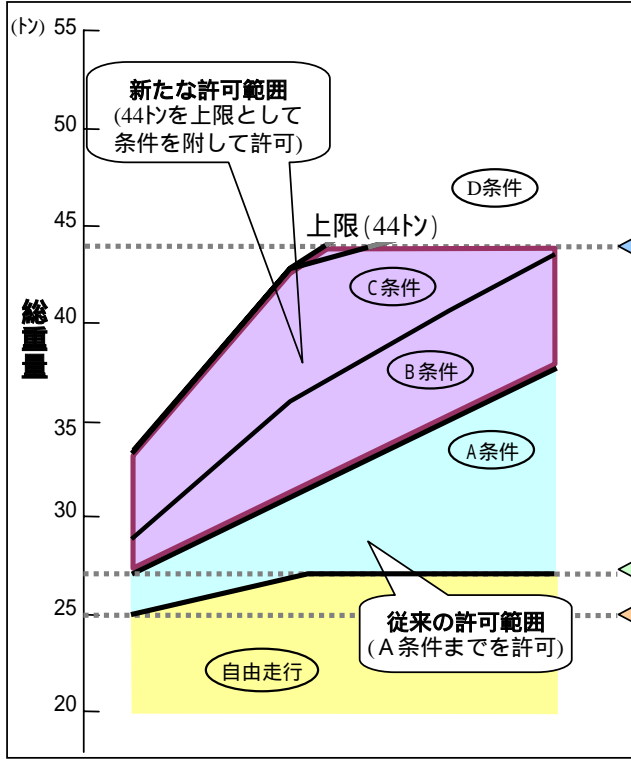 (トン)
55
50
45
40
35
30
25
20
総重量
新たな許可範囲
(44トンを上限として
条件を附して許可)
D条件
上限(44トン)
C条件
B条件
A条件
従来の許可範囲
(A条件までを許可)
自由走行